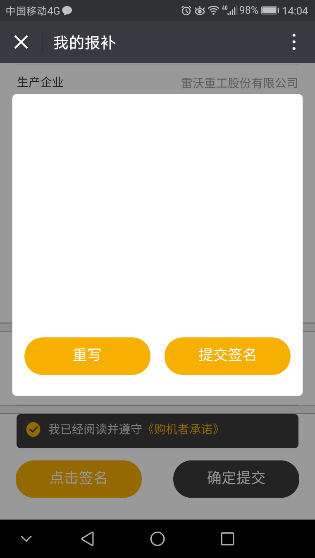 中国移动4G 4G 98% 14:04
我的报补
生产企业 雷沃重工股份有限公司
重写 提交签名
我已经阅读并遵守《购机者承诺》
点击签名 确定提交